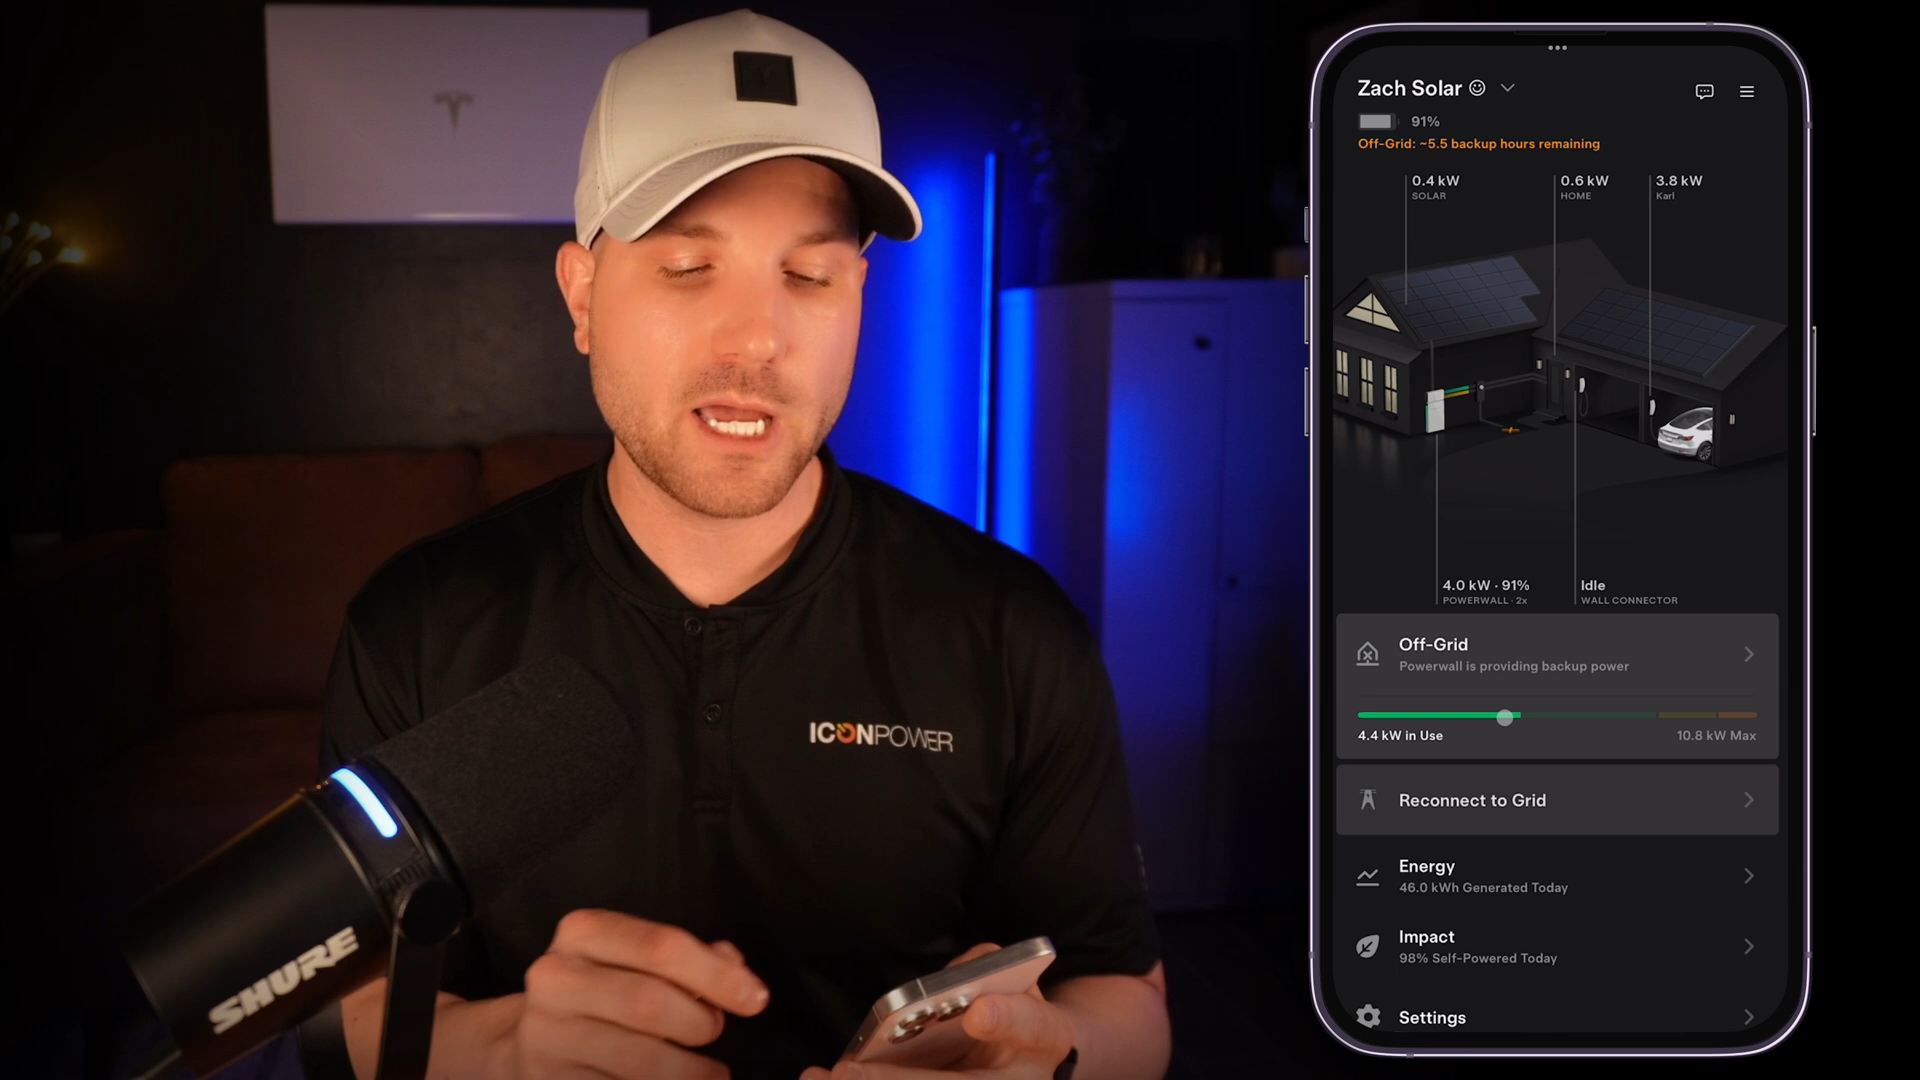 Zach Solar
91%
Off-Grid: ~5.5 backup hours remaining
0.4 kW
SOLAR
0.6 kW
HOME
3.8 kW
Karl
4.0 kW · 91%
POWERWALL · 2x
Idle
WALL CONNECTOR
Off-Grid
Powerwall is providing backup power
4.4 kW in Use
10.8 kW Max
Reconnect to Grid
Energy
46.0 kWh Generated Today
Impact
98% Self-Powered Today
Settings
ICONPOWER
SHURE